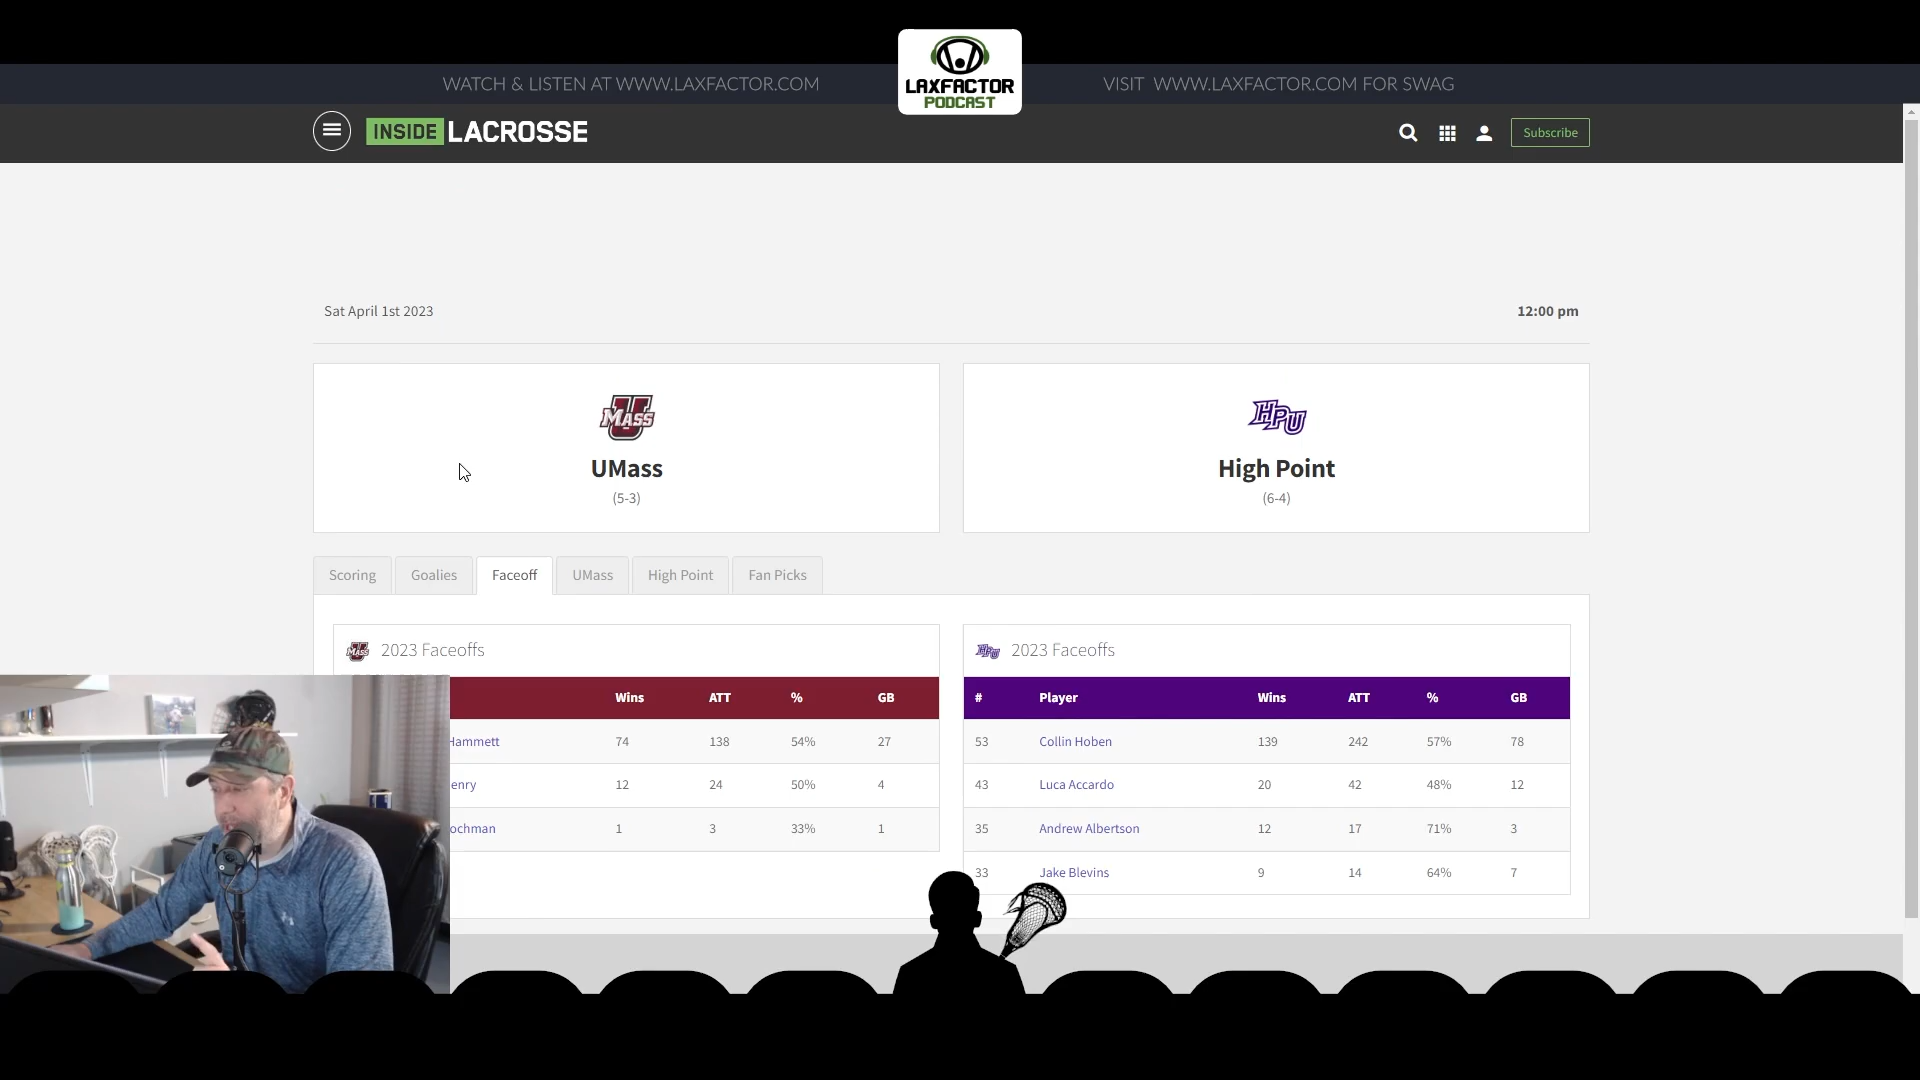 WATCH & LISTEN AT WWW.LAXFACTOR.COM
LAXFACTOR
PODCAST
VISIT WWW.LAXFACTOR.COM FOR SWAG
INSIDE LACROSSE
Subscribe
Sat April 1st 2023
12:00 pm
U MASS
UMass
(5-3)
HPU
High Point
(6-4)
Scoring Goalies Faceoff UMass High Point Fan Picks
U MASS 2023 Faceoffs
Wins ATT % GB
Hammett 74 138 54% 27
enry 12 24 50% 4
ochman 1 3 33% 1
HPU 2023 Faceoffs
# Player Wins ATT % GB
53 Collin Hoben 139 242 57% 78
43 Luca Accardo 20 42 48% 12
35 Andrew Albertson 12 17 71% 3
33 Jake Blevins 9 14 64% 7